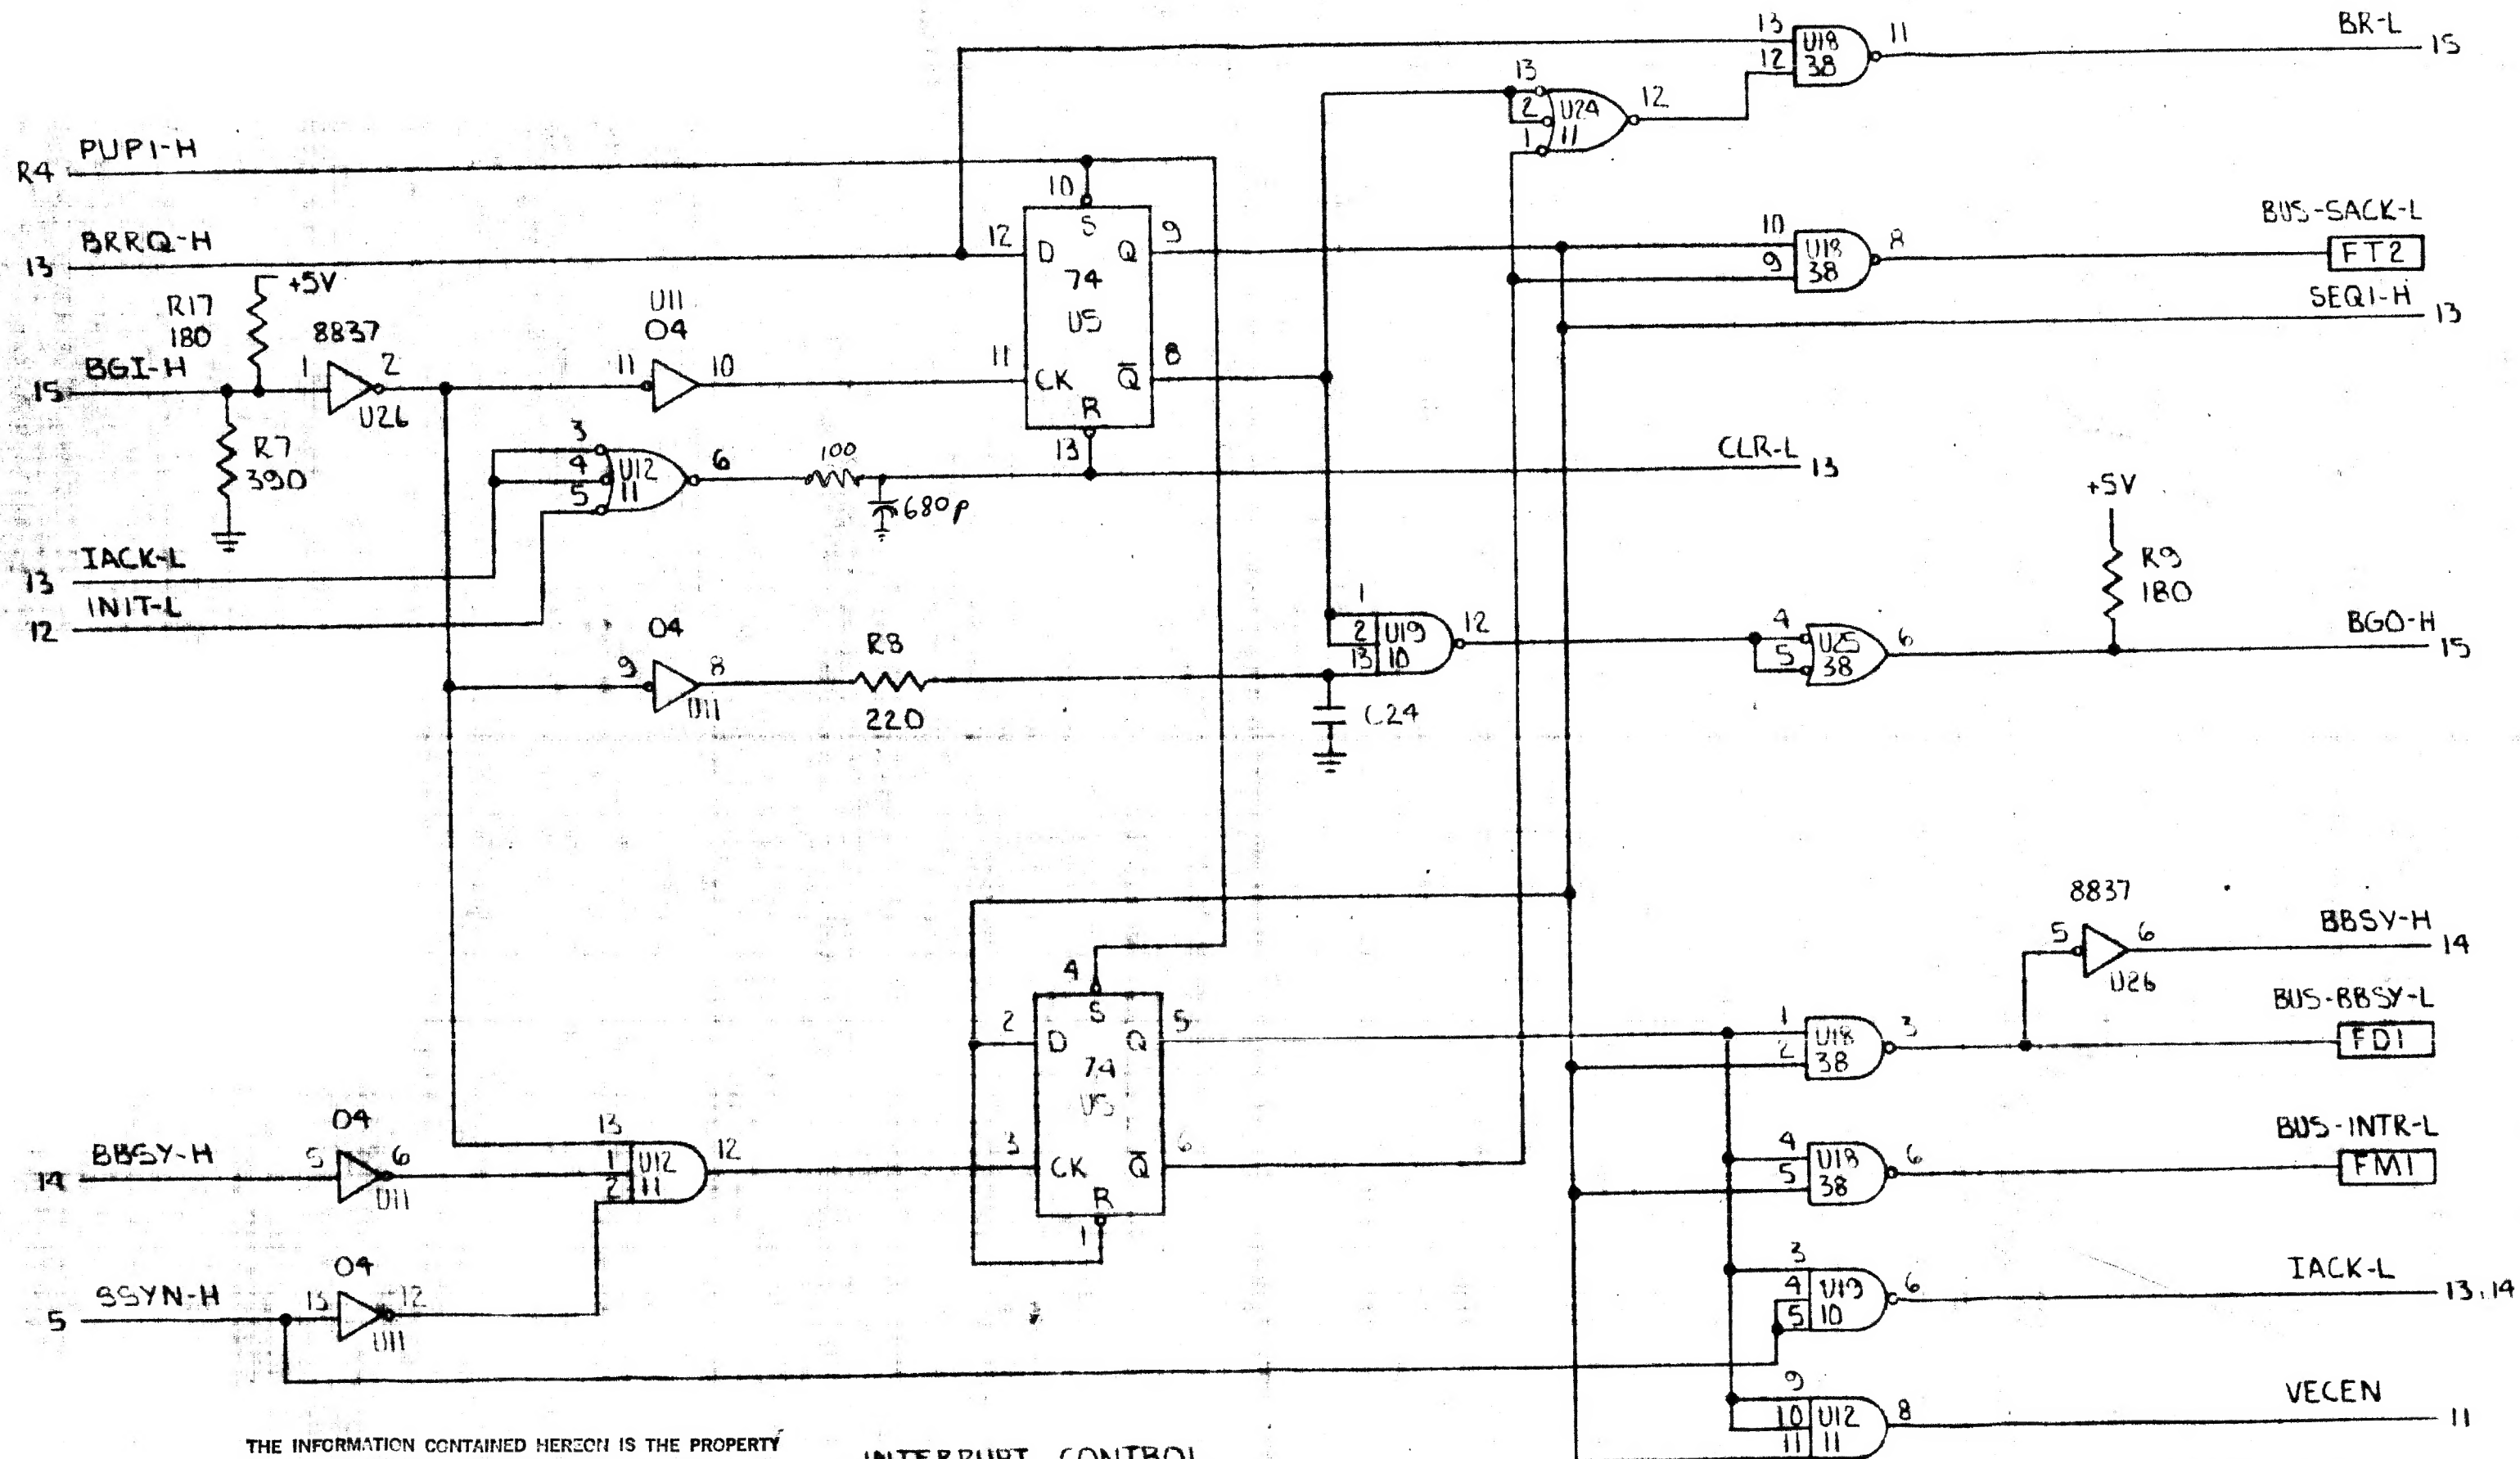 BR-L
15
13
12
U18
38
11
13
2
1
U24
11
12
R4
PUP1-H
10
13
BRRQ-H
12
D
S
Q
9
74
U5
11
CK
Q̅
8
R
13
10
9
U18
38
8
BUS-SACK-L
FT2
SEQ1-H
13
R17
180
+5V
8837
15
BGI-H
1
2
U26
U11
04
11
10
R7
390
3
4
5
U12
11
6
100
680p
CLR-L
13
13
IACK-L
12
INIT-L
+5V
R9
180
04
9
8
U11
R8
220
1
2
13
U19
10
12
C24
4
5
U25
38
6
BGO-H
15
8837
5
6
U26
BBSY-H
14
4
S
2
D
Q
5
74
U5
3
CK
Q̅
6
R
1
1
2
U18
38
3
BUS-BBSY-L
FD1
04
14
BBSY-H
5
6
U11
13
1
2
U12
11
12
4
5
U18
38
6
BUS-INTR-L
FM1
04
5
SSYN-H
13
12
U11
3
4
5
U19
10
6
IACK-L
13,14
9
10
11
U12
11
8
VECEN
11
THE INFORMATION CONTAINED HEREON IS THE PROPERTY
INTERRUPT CONTROL